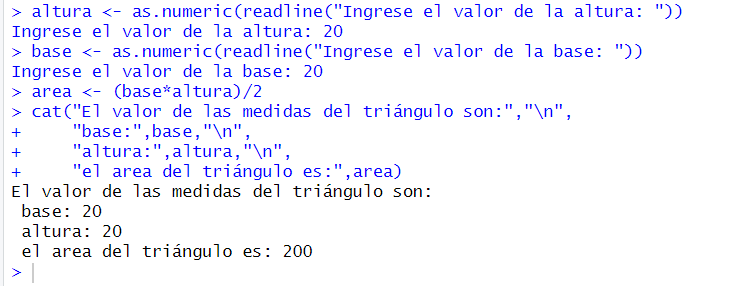 > altura <- as.numeric(readline("Ingrese el valor de la altura: "))
Ingrese el valor de la altura: 20
> base <- as.numeric(readline("Ingrese el valor de la base: "))
Ingrese el valor de la base: 20
> area <- (base*altura)/2
> cat("El valor de las medidas del triángulo son:","\n",
+     "base:",base,"\n",
+     "altura:",altura,"\n",
+     "el area del triángulo es:",area)
El valor de las medidas del triángulo son:
 base: 20
 altura: 20
 el area del triángulo es: 200
>